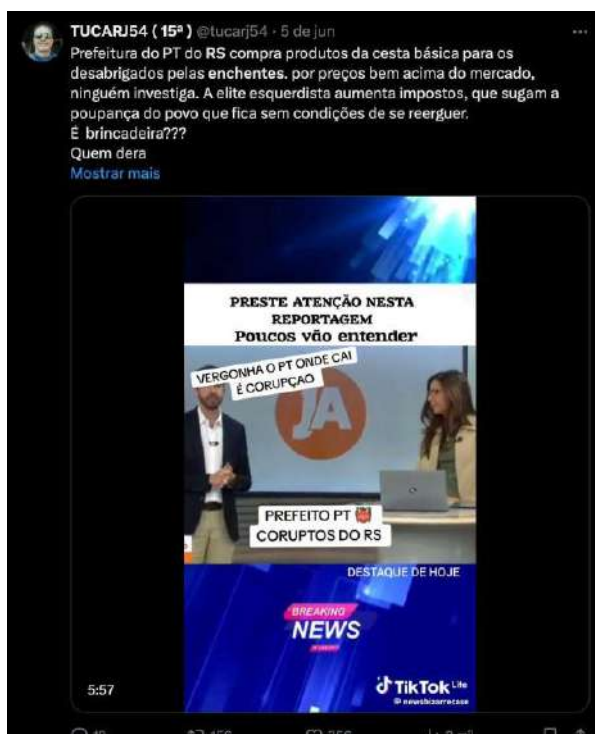 TUCARJ54 ( 15ª ) @tucarj54 · 5 de jun
Prefeitura do PT do RS compra produtos da cesta básica para os
desabrigados pelas enchentes. por preços bem acima do mercado,
ninguém investiga. A elite esquerdista aumenta impostos, que sugam a
poupança do povo que fica sem condições de se reerguer.
É brincadeira???
Quem dera
Mostrar mais
PRESTE ATENÇÃO NESTA
REPORTAGEM
Poucos vão entender
VERGONHA O PT ONDE CAI
É CORUPÇAO
JA
PREFEITO PT
CORUPTOS DO RS
DESTAQUE DE HOJE
BREAKING
NEWS
5:57
TikTok Lite
@ newsbizarrecase